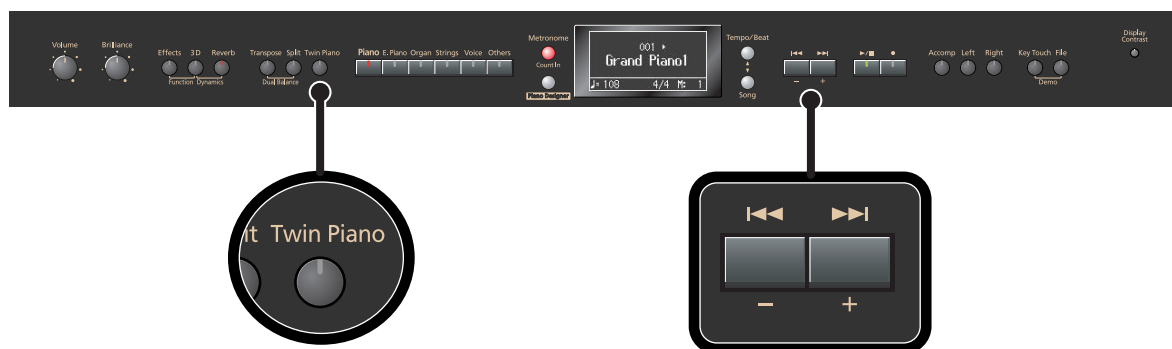 Volume
Brilliance
Effects 3D Reverb
Function Dynamics
Transpose Split Twin Piano
Dual Balance
Piano E. Piano Organ Strings Voice Others
Metronome
Count In
Piano Designer
001
Grand Piano1
♩= 108 4/4 M: 1
Tempo/Beat
Song
− +
Accomp Left Right
Key Touch File
Demo
Display
Contrast
it Twin Piano
− +